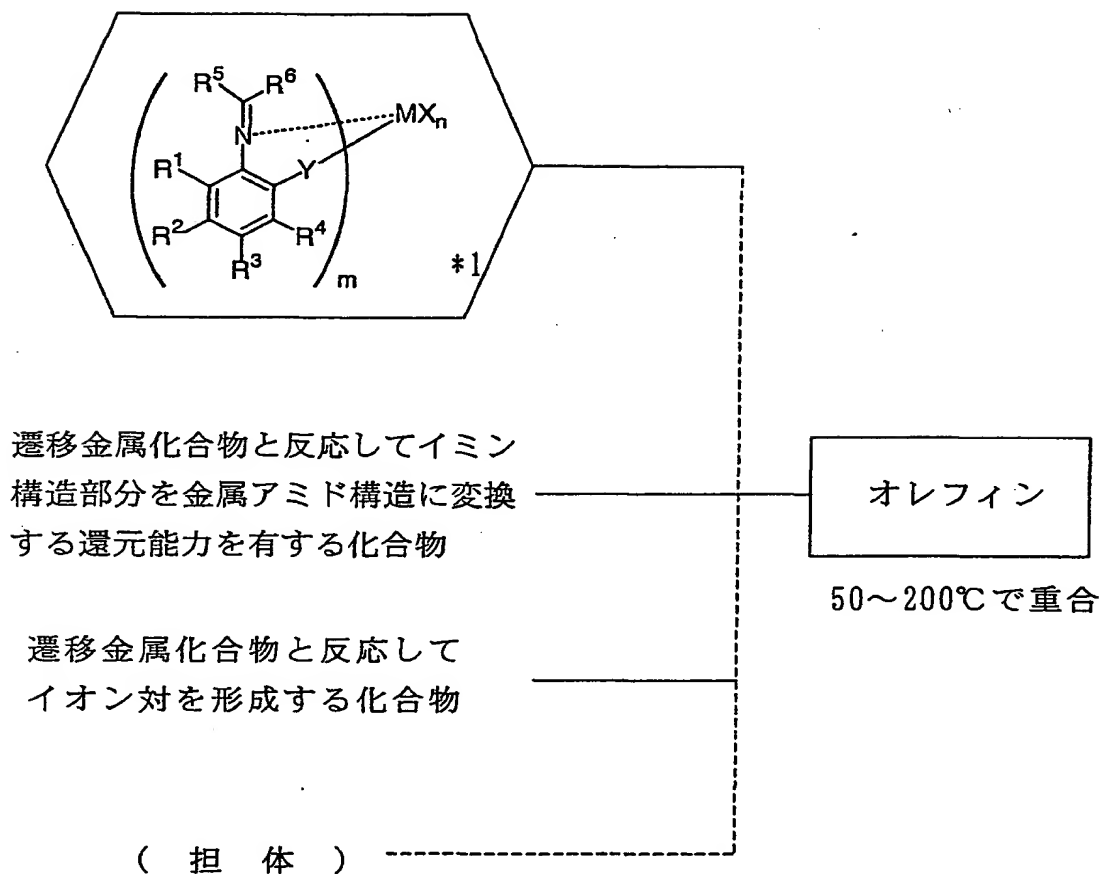 R⁵ R⁶
N
MXₙ
R¹
Y
R²
R⁴
R³
m
*1
遷移金属化合物と反応してイミン
構造部分を金属アミド構造に変換
する還元能力を有する化合物
オレフィン
50～200℃で重合
遷移金属化合物と反応して
イオン対を形成する化合物
( 担 体 )